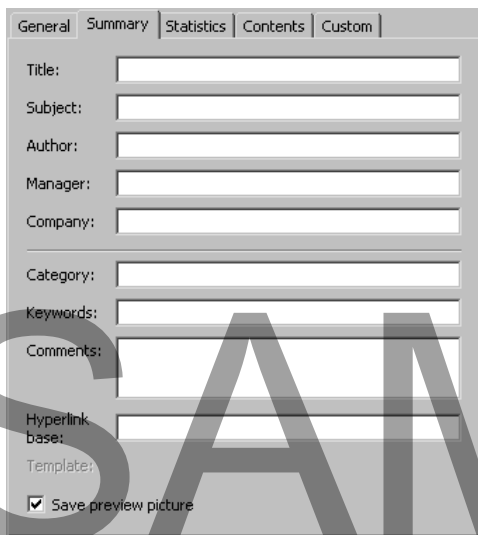 General Summary Statistics Contents Custom
Title:
Subject:
Author:
Manager:
Company:
Category:
Keywords:
Comments:
Hyperlink
base:
Template:
Save preview picture
SAM